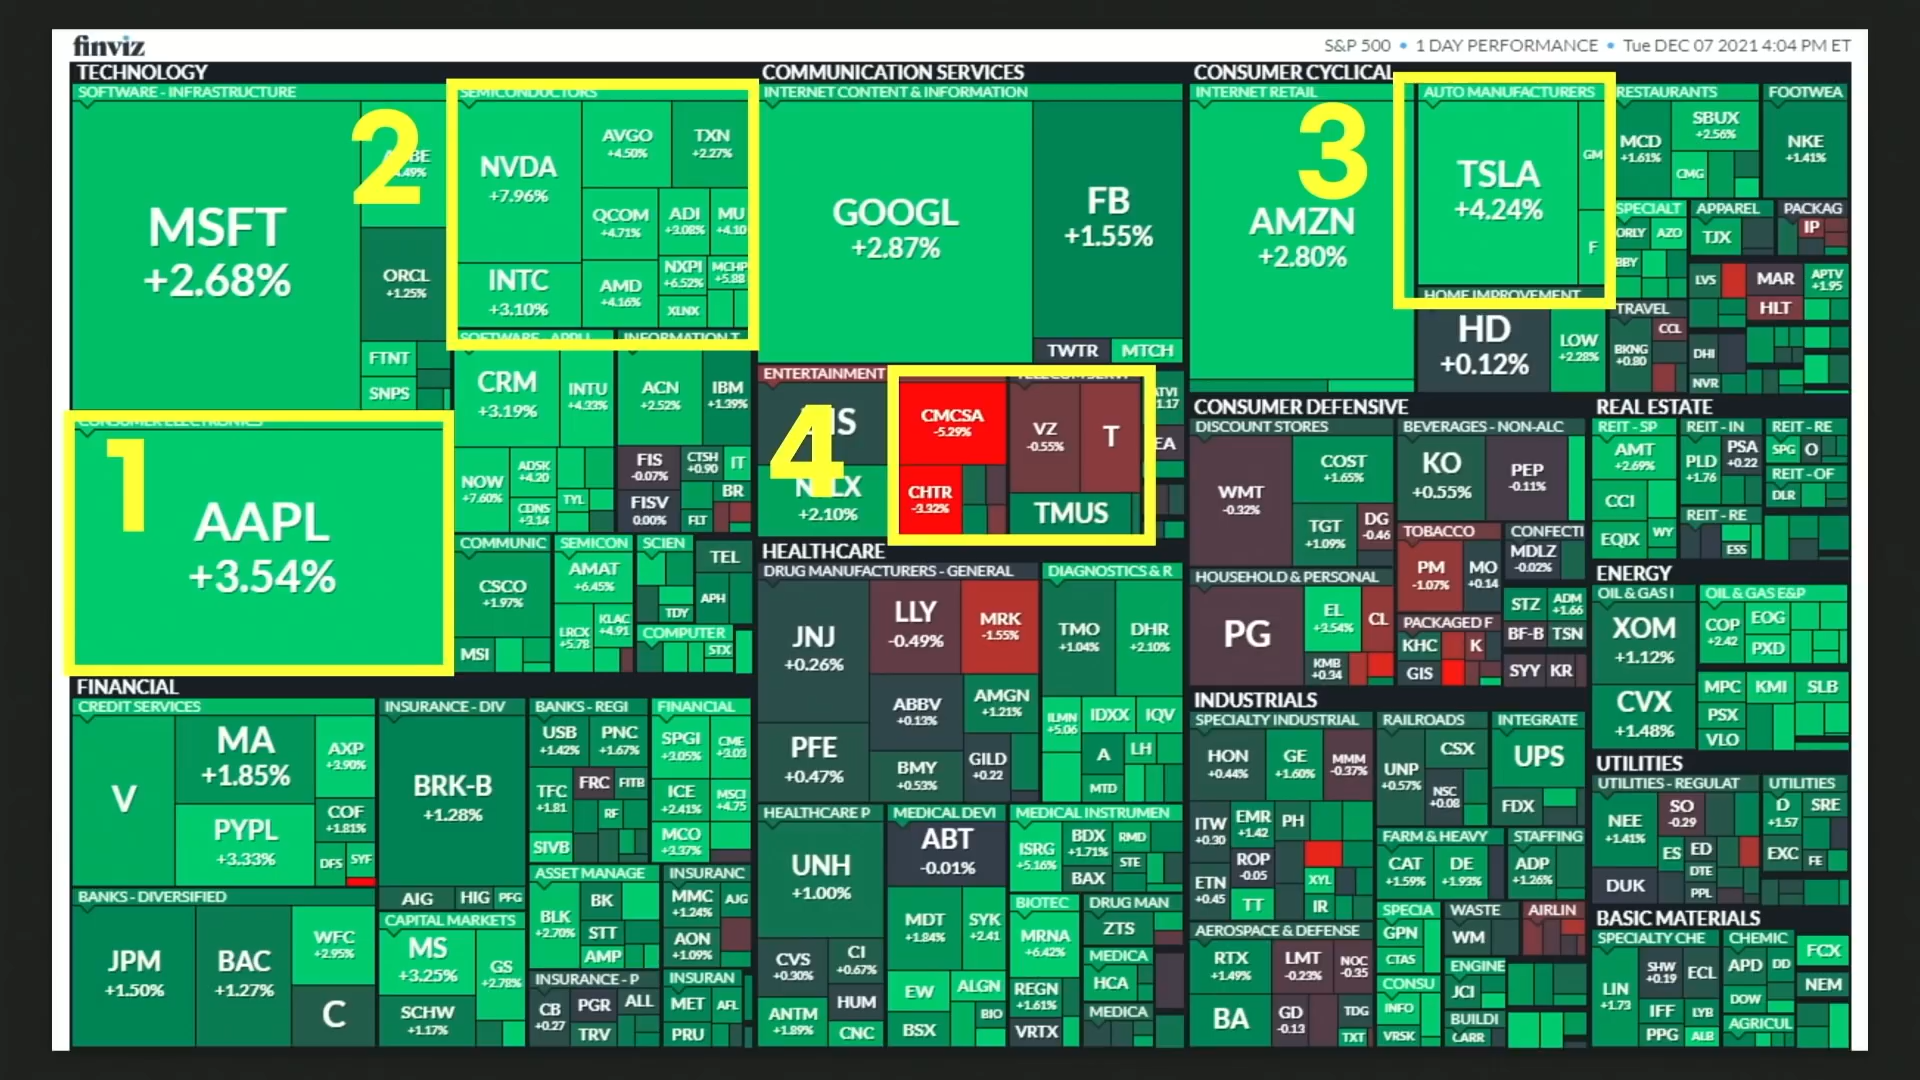 finviz
S&P 500 • 1 DAY PERFORMANCE • Tue DEC 07 2021 4:04 PM ET
TECHNOLOGY
SOFTWARE - INFRASTRUCTURE
MSFT
+2.68%
2
ORCL
+1.25%
FTNT
SNPS
SEMICONDUCTORS
NVDA
+7.96%
AVGO
+4.50%
TXN
+2.27%
QCOM
+4.71%
ADI
+3.08%
MU
+4.10
INTC
+3.10%
AMD
+4.16%
NXPI
+6.52%
MCHP
+5.88
XLNX
CRM
+3.19%
INTU
+4.33%
ACN
+2.52%
IBM
+1.39%
NOW
+7.60%
ADSK
+4.20
CDNS
+3.14
TYL
FIS
-0.07%
CTSH
+0.90
IT
FISV
0.00%
BR
FLT
1
CONSUMER ELECTRONICS
AAPL
+3.54%
COMMUNIC
CSCO
+1.97%
MSI
SEMICON
AMAT
+6.45%
LRCX
+5.78
KLAC
+4.91
SCIEN
TDY
TEL
APH
COMPUTER
STX
COMMUNICATION SERVICES
INTERNET CONTENT & INFORMATION
GOOGL
+2.87%
FB
+1.55%
TWTR
MTCH
ENTERTAINMENT
4
+2.10%
CMCSA
-5.29%
CHTR
-3.32%
VZ
-0.55%
T
TMUS
CONSUMER CYCLICAL
INTERNET RETAIL
3
AMZN
+2.80%
AUTO MANUFACTURERS
TSLA
+4.24%
GM
F
HOME IMPROVEMENT
HD
+0.12%
LOW
+2.28%
RESTAURANTS
MCD
+1.61%
SBUX
+2.56%
CMG
FOOTWEA
NKE
+1.41%
SPECIALT
ORLY
AZO
BBY
APPAREL
TJX
PACKAG
IP
LVS
MAR
HLT
APTV
+1.95
TRAVEL
BKNG
+0.80
CCL
DHI
NVR
CONSUMER DEFENSIVE
DISCOUNT STORES
WMT
-0.32%
COST
+1.65%
TGT
+1.09%
DG
-0.46
BEVERAGES - NON-ALC
KO
+0.55%
PEP
-0.11%
HOUSEHOLD & PERSONAL
PG
EL
+3.54%
CL
KMB
+0.34
TOBACCO
PM
-1.07%
MO
+0.14
CONFECTI
MDLZ
-0.02%
STZ
ADM
+1.66
BF-B
TSN
PACKAGED F
KHC
K
GIS
SYY
KR
REAL ESTATE
REIT - SP
AMT
+2.69%
CCI
EQIX
WY
REIT - IN
PLD
+1.76
PSA
+0.22
REIT - RE
SPG
O
REIT - OF
DLR
REIT - RE
ESS
ENERGY
OIL & GAS I
XOM
+1.12%
CVX
+1.48%
OIL & GAS E&P
COP
+2.42
EOG
PXD
MPC
KMI
SLB
PSX
VLO
FINANCIAL
CREDIT SERVICES
V
MA
+1.85%
AXP
+3.90%
PYPL
+3.33%
COF
+1.81%
DFS
SYF
BANKS - DIVERSIFIED
JPM
+1.50%
BAC
+1.27%
WFC
+2.95%
C
INSURANCE - DIV
BRK-B
+1.28%
AIG
HIG
PFG
CAPITAL MARKETS
MS
+3.25%
GS
+2.78%
SCHW
+1.17%
BANKS - REGI
USB
+1.42%
PNC
+1.67%
TFC
+1.81
FRC
FITB
RF
SIVB
FINANCIAL
SPGI
+3.05%
CME
+3.03
ICE
+2.41%
MSCI
+4.75
MCO
+3.37%
ASSET MANAGE
BLK
+2.70%
BK
STT
AMP
INSURANC
MMC
+1.24%
AJG
AON
+1.09%
INSURANCE - P
CB
+0.27
PGR
ALL
TRV
INSURAN
MET
AFL
PRU
HEALTHCARE
DRUG MANUFACTURERS - GENERAL
JNJ
+0.26%
LLY
-0.49%
MRK
-1.55%
ABBV
+0.13%
AMGN
+1.21%
PFE
+0.47%
BMY
+0.53%
GILD
+0.22
DIAGNOSTICS & R
TMO
+1.04%
DHR
+2.10%
ILMN
+5.06
IDXX
IQV
A
LH
MTD
HEALTHCARE P
UNH
+1.00%
CVS
+0.30%
CI
+0.67%
ANTM
+1.89%
HUM
CNC
MEDICAL DEVI
ABT
-0.01%
MDT
+1.84%
SYK
+2.41
EW
ALGN
BSX
BIO
MEDICAL INSTRUMEN
ISRG
+5.16%
BDX
+1.71%
RMD
STE
BAX
BIOTEC
MRNA
+6.42%
REGN
+1.61%
VRTX
DRUG MAN
ZTS
MEDICA
HCA
MEDICA
INDUSTRIALS
SPECIALTY INDUSTRIAL
HON
+0.44%
GE
+1.60%
MMM
-0.37%
ITW
+0.30
EMR
+1.42
PH
ETN
+0.45
ROP
-0.05
XYL
TT
IR
RAILROADS
UNP
+0.57%
CSX
NSC
+0.08
INTEGRATE
UPS
FDX
FARM & HEAVY
CAT
+1.59%
DE
+1.93%
STAFFING
ADP
+1.26%
AEROSPACE & DEFENSE
RTX
+1.49%
LMT
-0.23%
NOC
-0.35
BA
GD
-0.13
TDG
TXT
SPECIA
GPN
CTAS
CONSU
INFO
VRSK
WASTE
WM
AIRLIN
ENGINE
JCI
BUILDI
CARR
UTILITIES
UTILITIES - REGULAT
NEE
+1.41%
SO
-0.29
ES
ED
DTE
DUK
PPL
UTILITIES
D
+1.57
SRE
EXC
FE
BASIC MATERIALS
SPECIALTY CHE
LIN
+1.73
SHW
+0.19
ECL
IFF
PPG
CHEMIC
APD
DD
DOW
LYB
ALB
AGRICUL
FCX
NEM